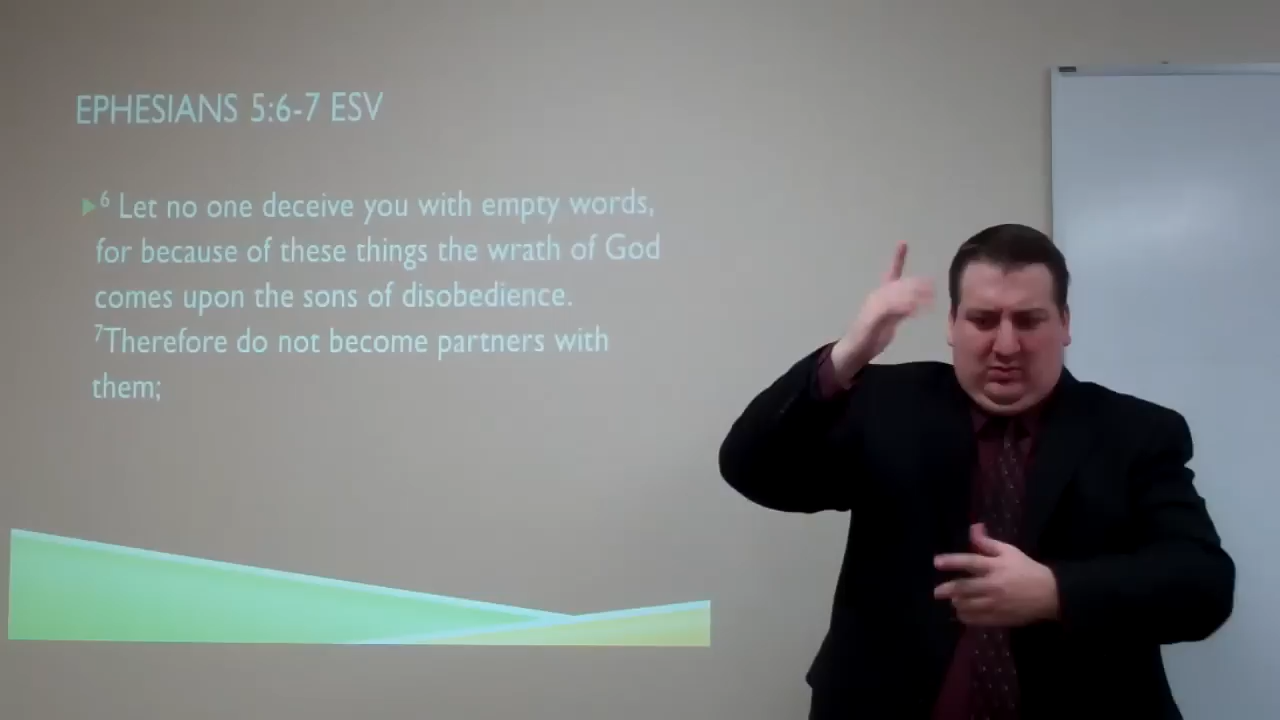 EPHESIANS 5:6-7 ESV
⁶ Let no one deceive you with empty words,
for because of these things the wrath of God
comes upon the sons of disobedience.
⁷Therefore do not become partners with
them;